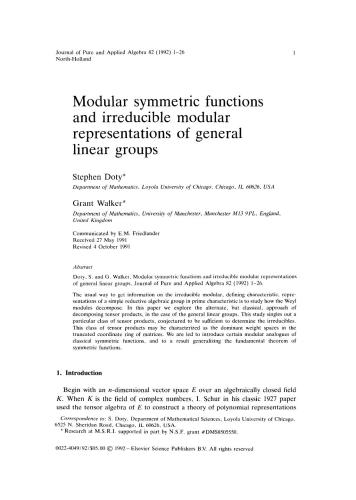 Journal of Pure and Applied Algebra 82 (1992) 1-26
1
North-Holland
Modular symmetric functions
and irreducible modular
representations of general
linear groups
Stephen Doty*
Department of Mathematics, Loyola University of Chicago, Chicago, IL 60626, USA
Grant Walker*
Department of Mathematics, University of Manchester, Manchester M13 9PL, England,
United Kingdom
Communicated by E.M. Friedlander
Received 27 May 1991
Revised 4 October 1991
Abstract
Doty, S. and G. Walker, Modular symmetric functions and irreducible modular representations
of general linear groups, Journal of Pure and Applied Algebra 82 (1992) 1-26.
The usual way to get information on the irreducible modular, defining characteristic, repre-
sentations of a simple reductive algebraic group in prime characteristic is to study how the Weyl
modules decompose. In this paper we explore the alternate, but classical, approach of
decomposing tensor products, in the case of the general linear groups. This study singles out a
particular class of tensor products, conjectured to be sufficient to determine the irreducibles.
This class of tensor products may be characterized as the dominant weight spaces in the
truncated coordinate ring of matrices. We are led to introduce certain modular analogues of
classical symmetric functions, and to a result generalizing the fundamental theorem of
symmetric functions.
1. Introduction
Begin with an n-dimensional vector space E over an algebraically closed field
K. When K is the field of complex numbers, I. Schur in his classic 1927 paper
used the tensor algebra of E to construct a theory of polynomial representations
Correspondence to: S. Doty, Department of Mathematical Sciences, Loyola University of Chicago,
6525 N. Sheridan Road, Chicago, IL 60626, USA.
* Research at M.S.R.I. supported in part by N.S.F. grant #DMS8505550.
0022-4049/92/$05.00 © 1992 – Elsevier Science Publishers B.V. All rights reserved